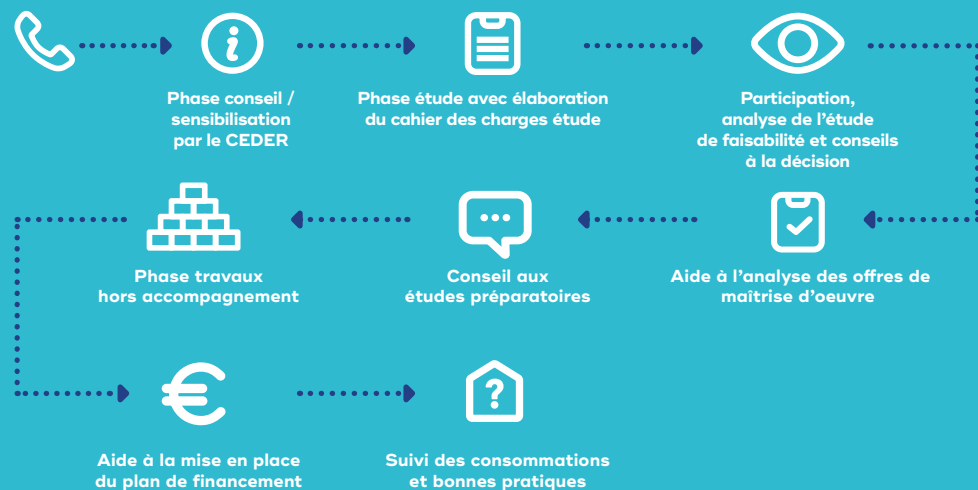 Phase conseil /
sensibilisation
par le CEDER
Phase étude avec élaboration
du cahier des charges étude
Participation,
analyse de l'étude
de faisabilité et conseils
à la décision
Aide à l'analyse des offres de
maîtrise d'oeuvre
Conseil aux
études préparatoires
Phase travaux
hors accompagnement
Aide à la mise en place
du plan de financement
Suivi des consommations
et bonnes pratiques